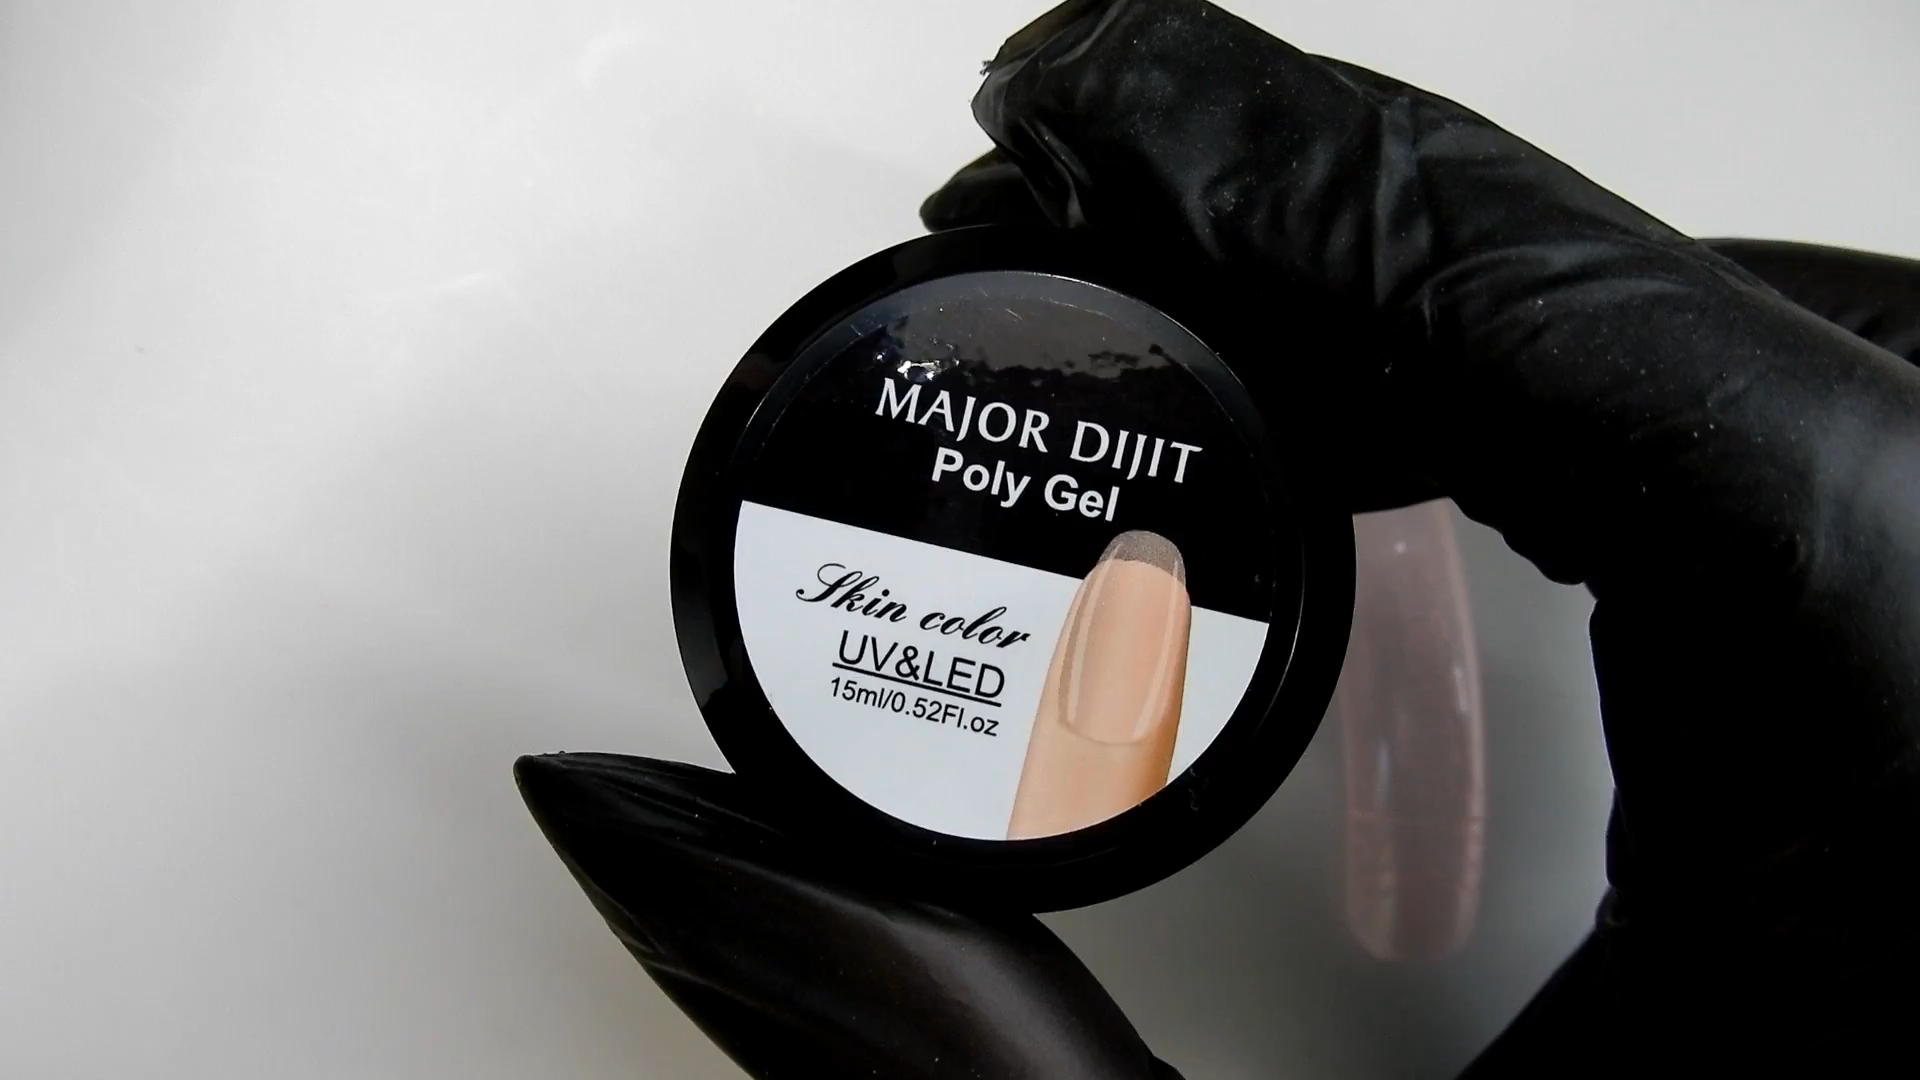 MAJOR DIJIT
Poly Gel
Skin color
UV&LED
15ml/0.52Fl.oz